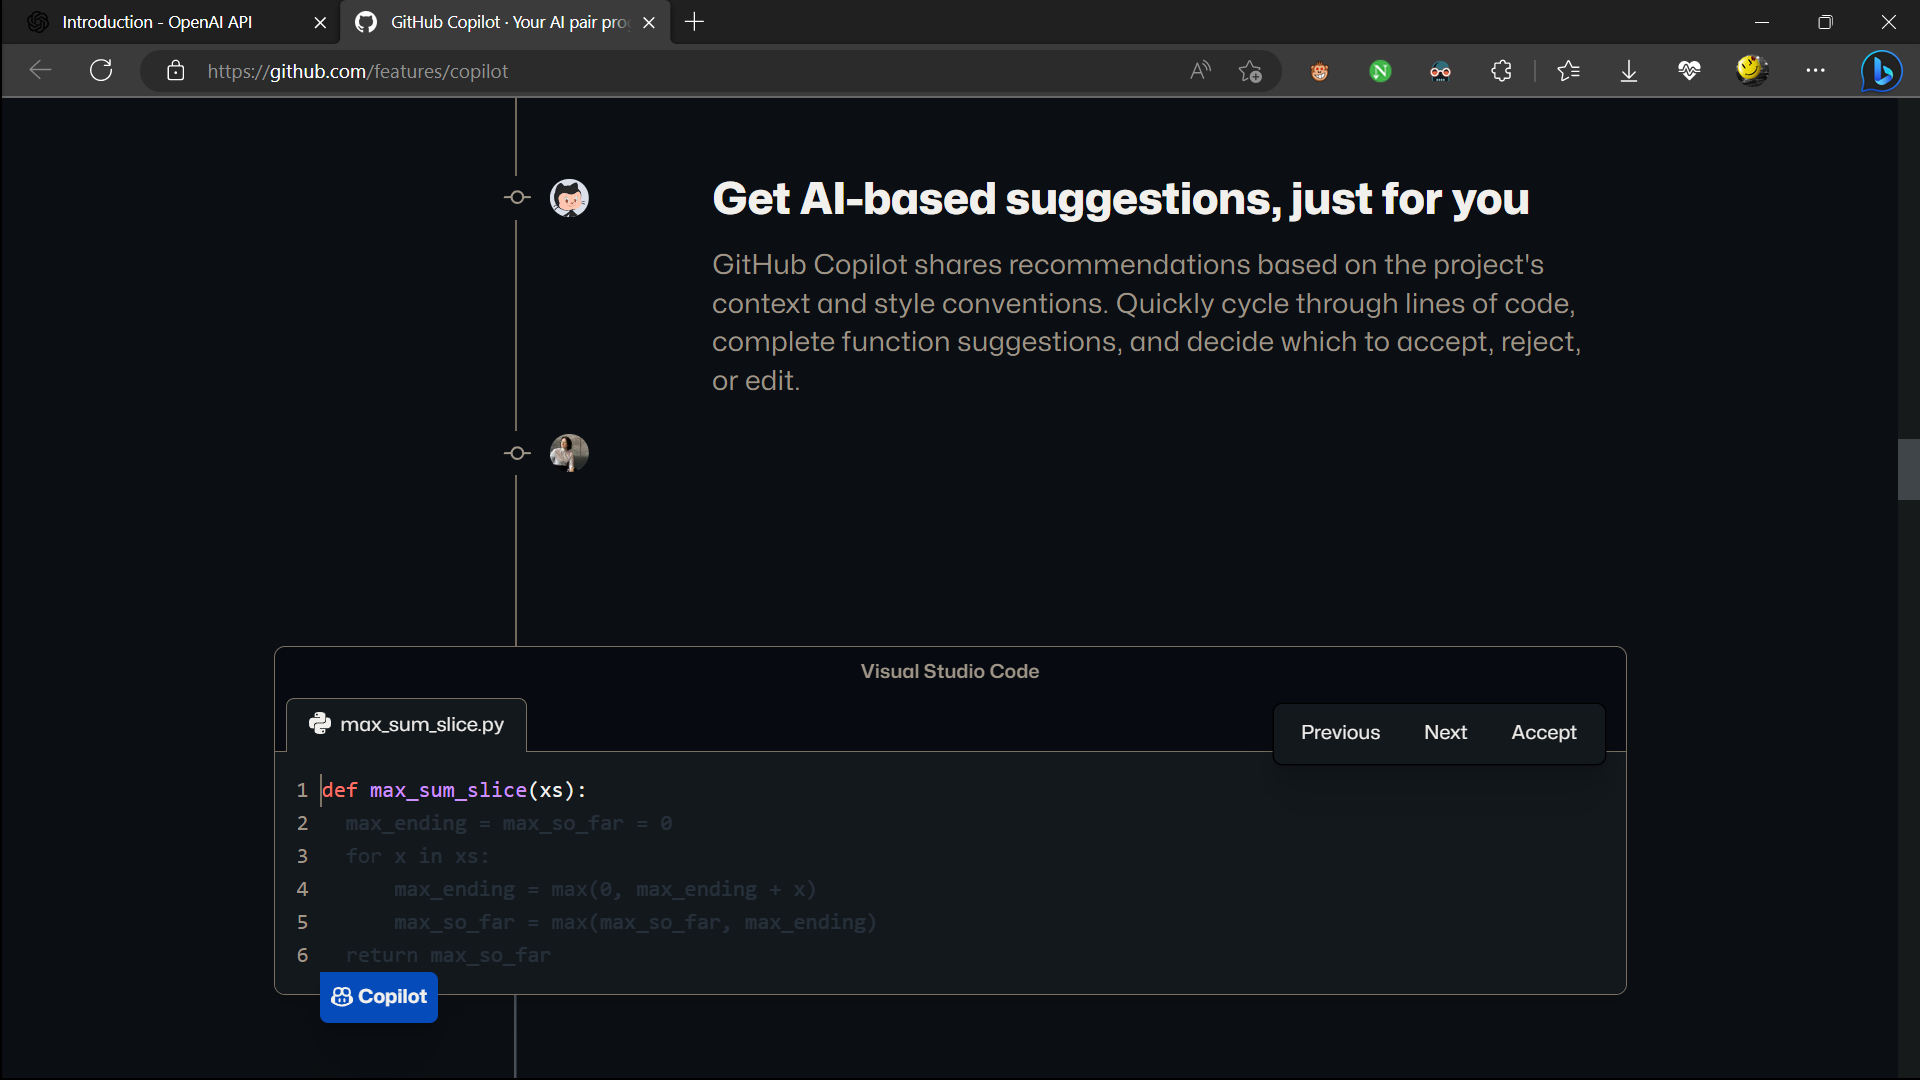 Introduction - OpenAI API
GitHub Copilot · Your AI pair pro
https://github.com/features/copilot
Get AI-based suggestions, just for you
GitHub Copilot shares recommendations based on the project's
context and style conventions. Quickly cycle through lines of code,
complete function suggestions, and decide which to accept, reject,
or edit.
Visual Studio Code
max_sum_slice.py
Previous Next Accept
1 def max_sum_slice(xs):
2 max_ending = max_so_far = 0
3 for x in xs:
4 max_ending = max(0, max_ending + x)
5 max_so_far = max(max_so_far, max_ending)
6 return max_so_far
Copilot